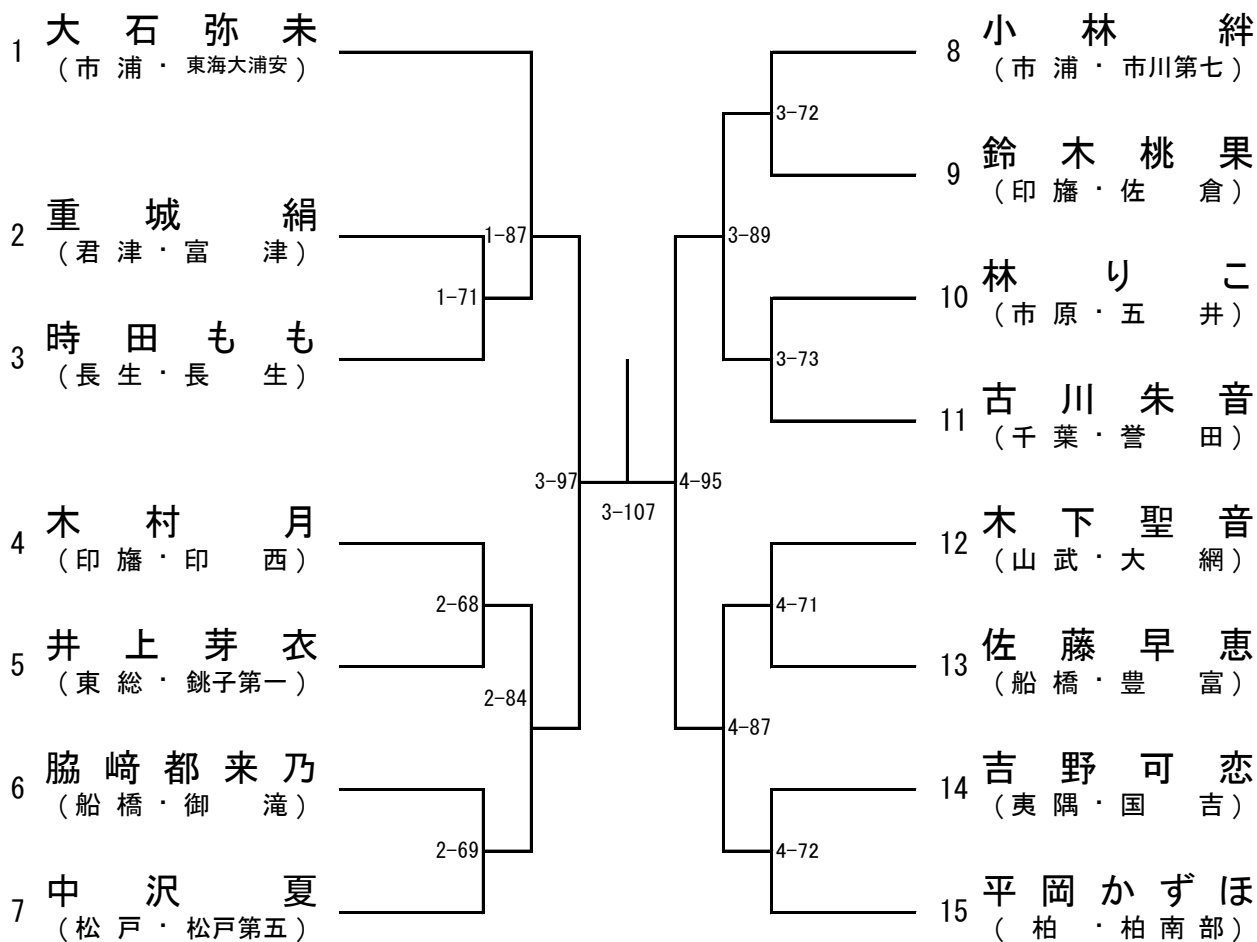 1 大石弥未
(市浦・東海大浦安)
2 重城絹
(君津・富津)
3 時田もも
(長生・長生)
4 木村月
(印旛・印西)
5 井上芽衣
(東総・銚子第一)
6 脇﨑都来乃
(船橋・御滝)
7 中沢夏
(松戸・松戸第五)
1-87
1-71
3-97
2-68
2-84
2-69
3-107
4-95
3-72
3-89
3-73
4-71
4-87
4-72
8 小林絆
(市浦・市川第七)
9 鈴木桃果
(印旛・佐倉)
10 林りこ
(市原・五井)
11 古川朱音
(千葉・誉田)
12 木下聖音
(山武・大網)
13 佐藤早恵
(船橋・豊富)
14 吉野可恋
(夷隅・国吉)
15 平岡かずほ
(柏・柏南部)